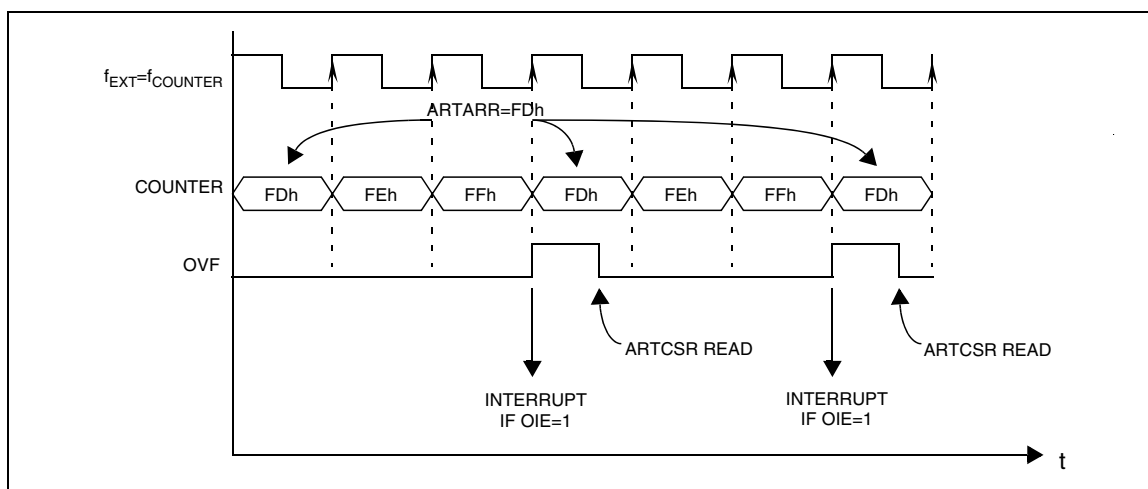 fEXT=fCOUNTER
ARTARR=FDh
COUNTER
FDh
FEh
FFh
FDh
FEh
FFh
FDh
OVF
ARTCSR READ
ARTCSR READ
INTERRUPT
IF OIE=1
INTERRUPT
IF OIE=1
t